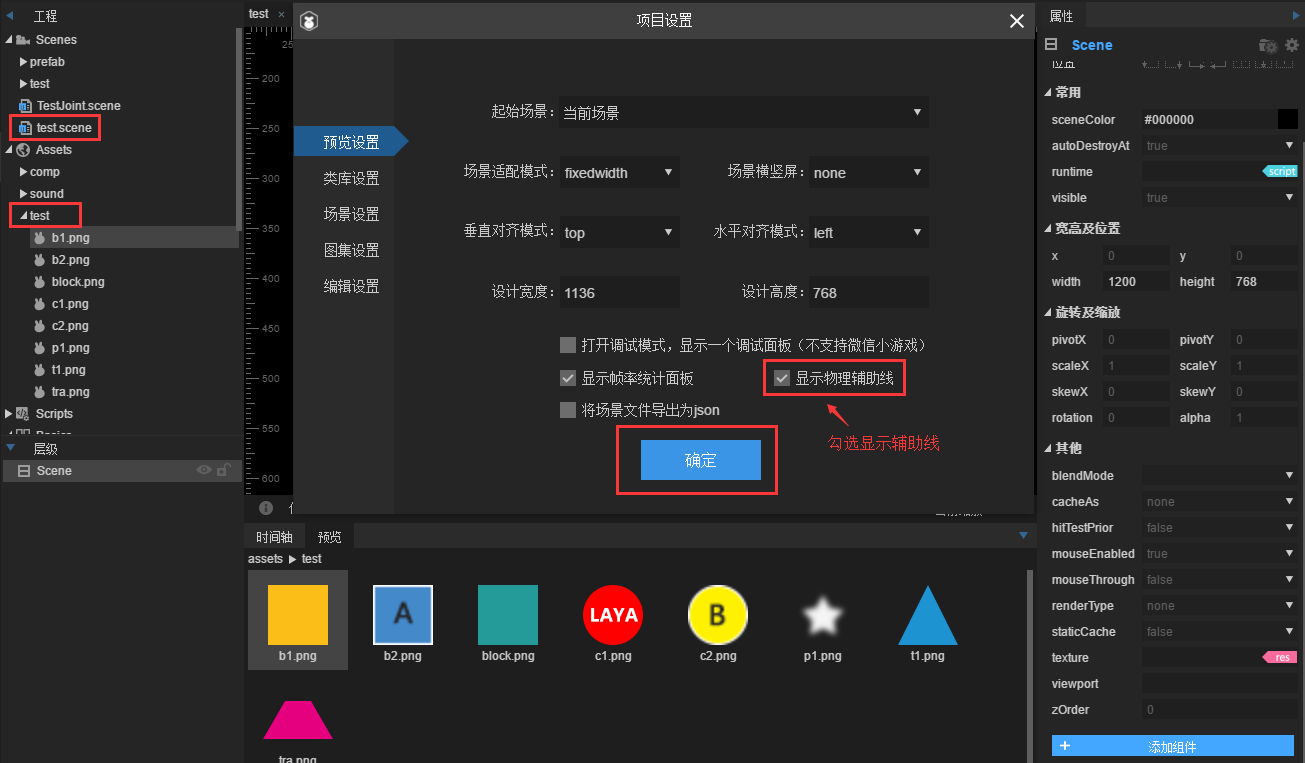 工程
Scenes
prefab
test
TestJoint.scene
test.scene
Assets
comp
sound
test
b1.png
b2.png
block.png
c1.png
c2.png
p1.png
t1.png
tra.png
Scripts
层级
Scene
test ×
25
200
250
300
350
400
450
500
550
600
项目设置
预览设置
类库设置
场景设置
图集设置
编辑设置
起始场景: 当前场景
场景适配模式: fixedwidth 场景横竖屏: none
垂直对齐模式: top 水平对齐模式: left
设计宽度: 1136 设计高度: 768
打开调试模式，显示一个调试面板（不支持微信小游戏）
显示帧率统计面板 显示物理辅助线
将场景文件导出为json
勾选显示辅助线
确定
时间轴 预览
assets ▶ test
A
LAYA
B
b1.png b2.png block.png c1.png c2.png p1.png t1.png
tra.png
属性
Scene
位置
常用
sceneColor #000000
autoDestroyAt true
runtime script
visible true
宽高及位置
x 0 y 0
width 1200 height 768
旋转及缩放
pivotX 0 pivotY 0
scaleX 1 scaleY 1
skewX 0 skewY 0
rotation 0 alpha 1
其他
blendMode
cacheAs none
hitTestPrior false
mouseEnabled true
mouseThrough false
renderType none
staticCache false
texture res
viewport
zOrder 0
+ 添加组件